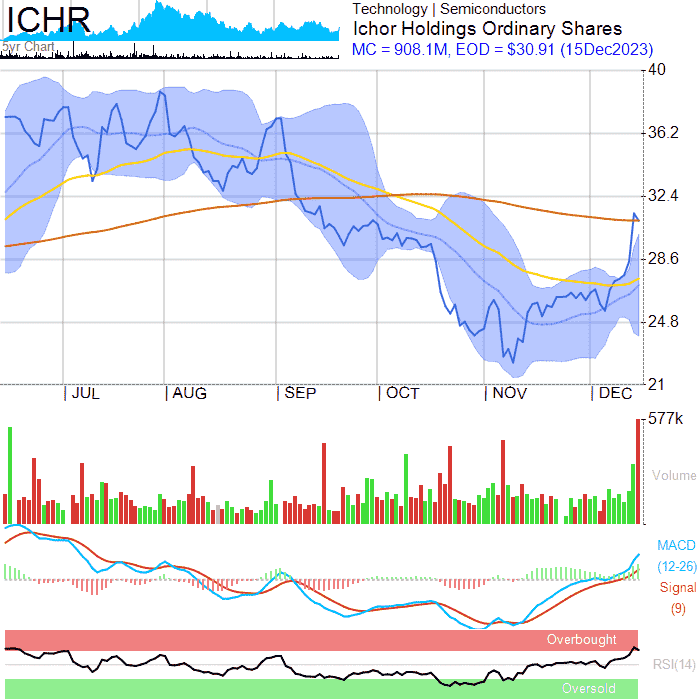 ICHR
5yr Chart
Technology | Semiconductors
Ichor Holdings Ordinary Shares
MC = 908.1M, EOD = $30.91 (15Dec2023)
40
36.2
32.4
28.6
24.8
21
| JUL | AUG | SEP | OCT | NOV | DEC
577k
Volume
MACD
(12-26)
Signal
(9)
Overbought
RSI(14)
Oversold